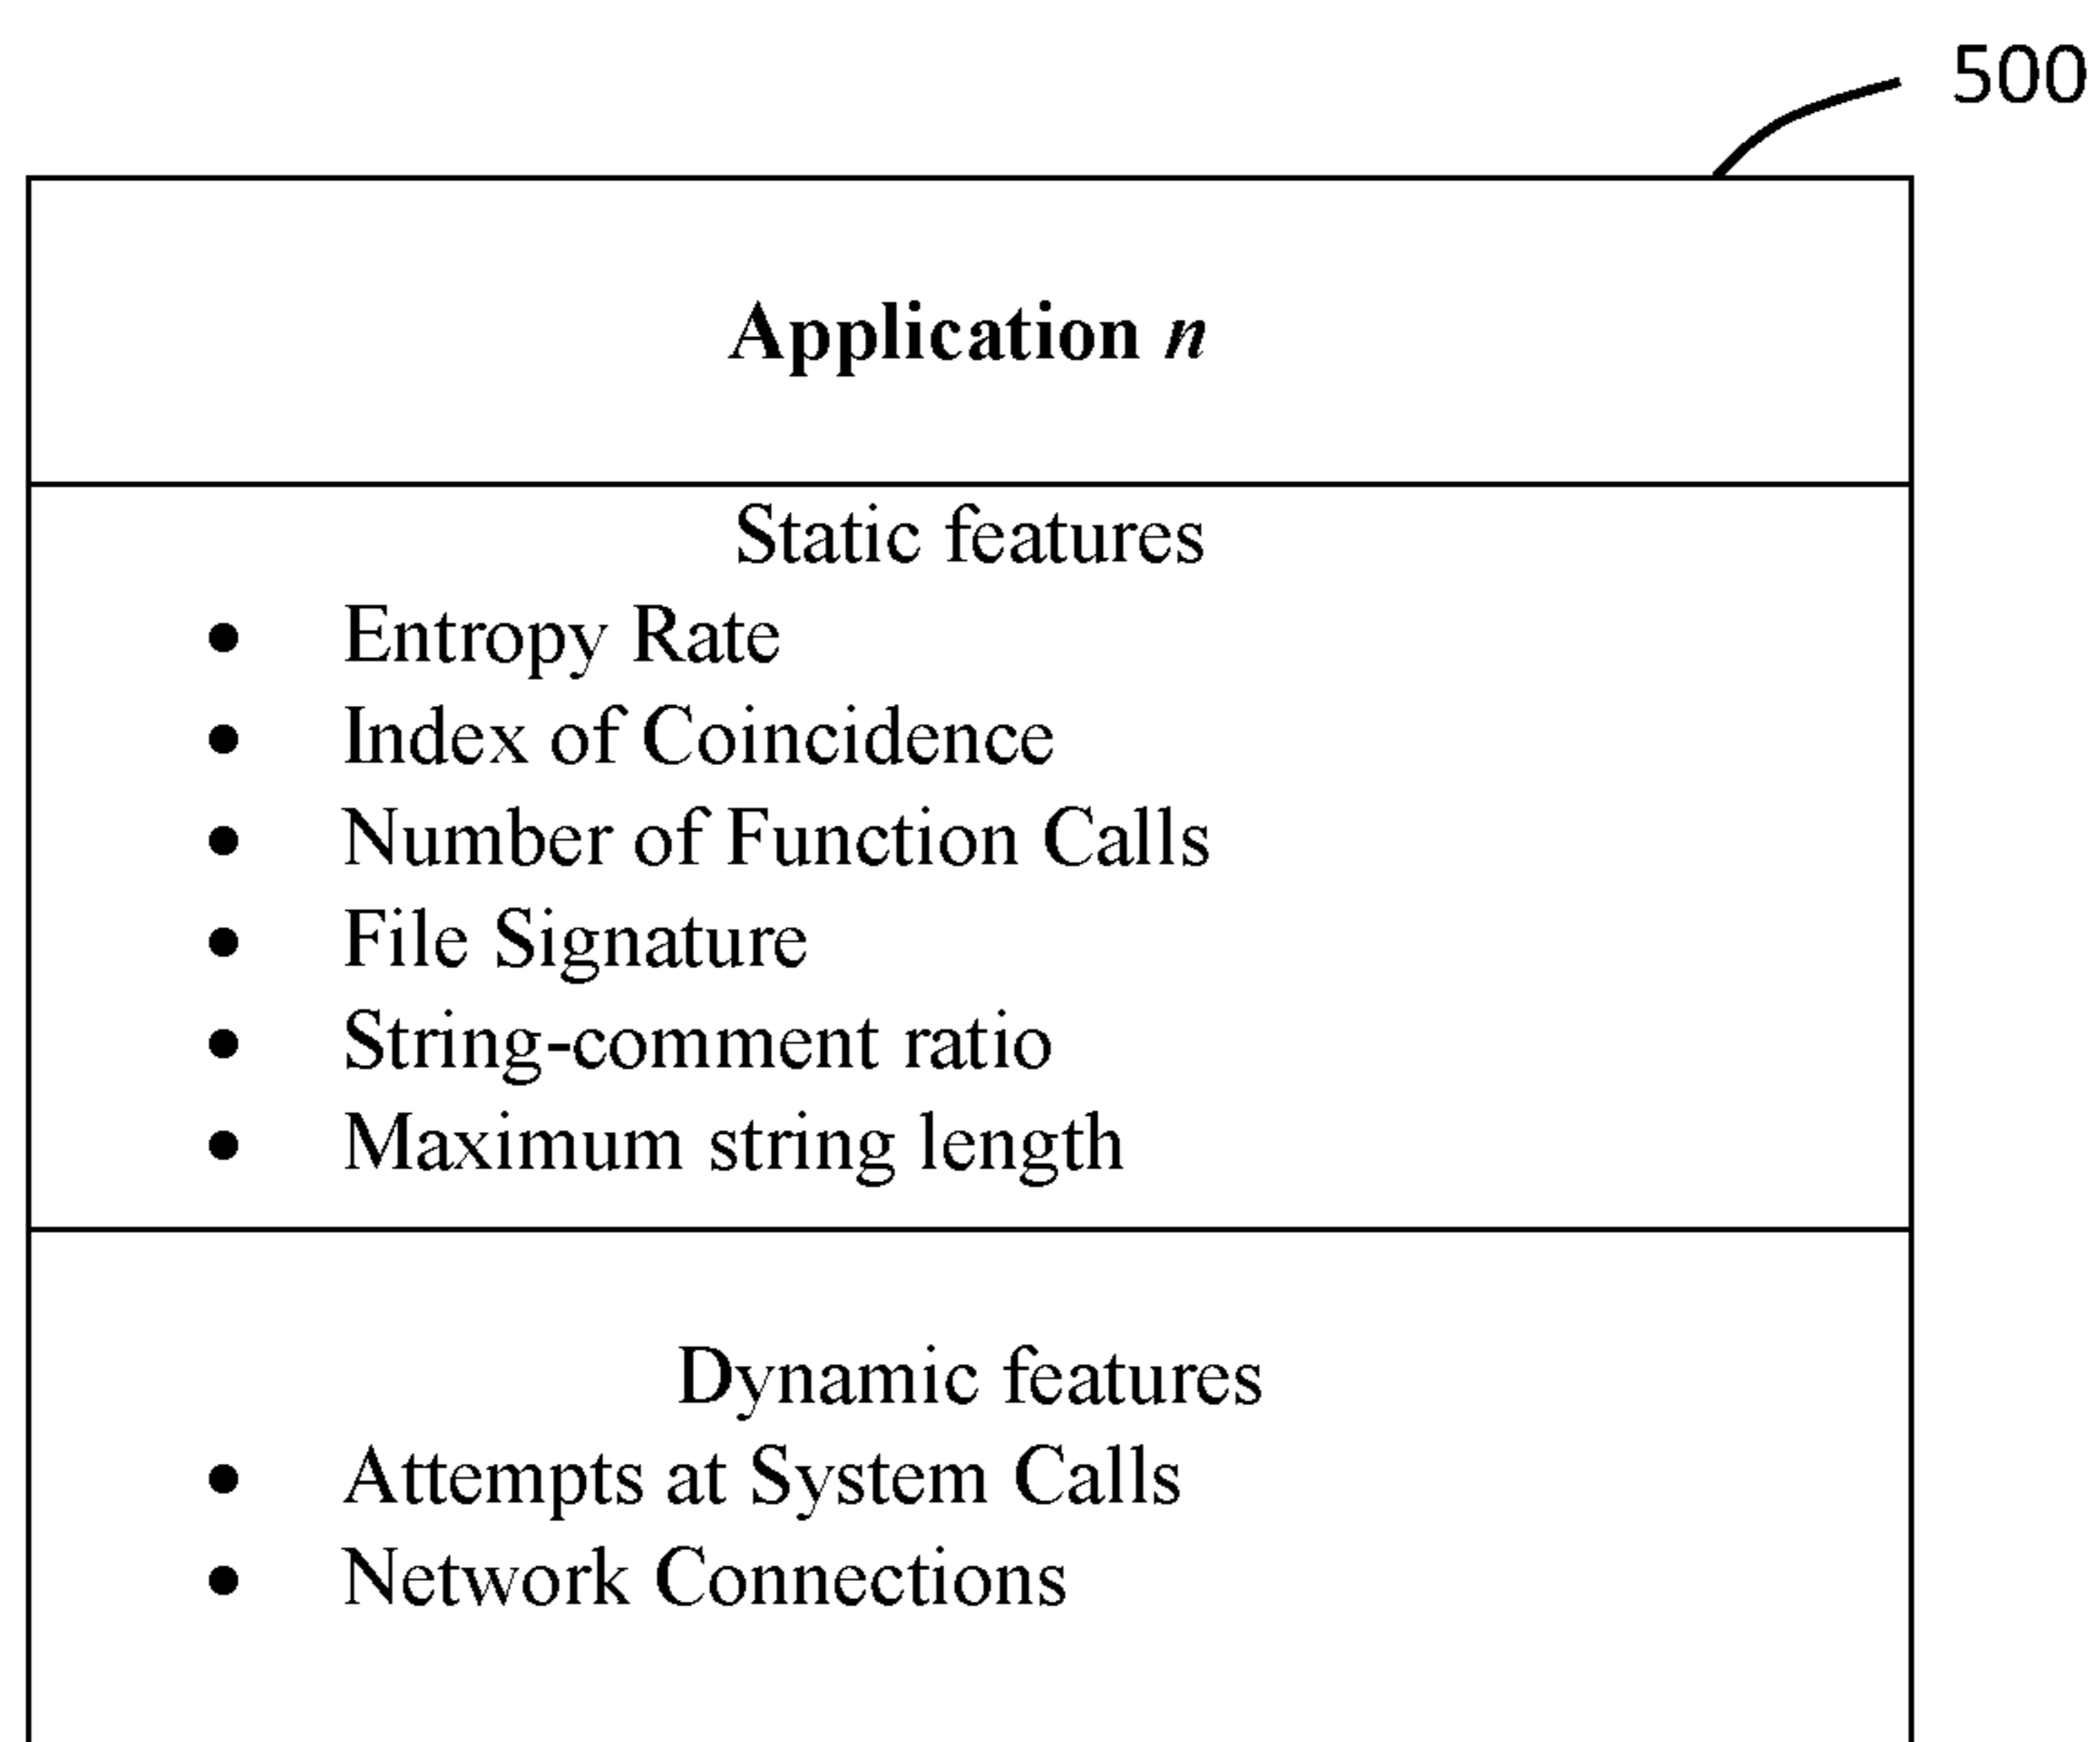 500
Application n
Static features
• Entropy Rate
• Index of Coincidence
• Number of Function Calls
• File Signature
• String-comment ratio
• Maximum string length
Dynamic features
• Attempts at System Calls
• Network Connections